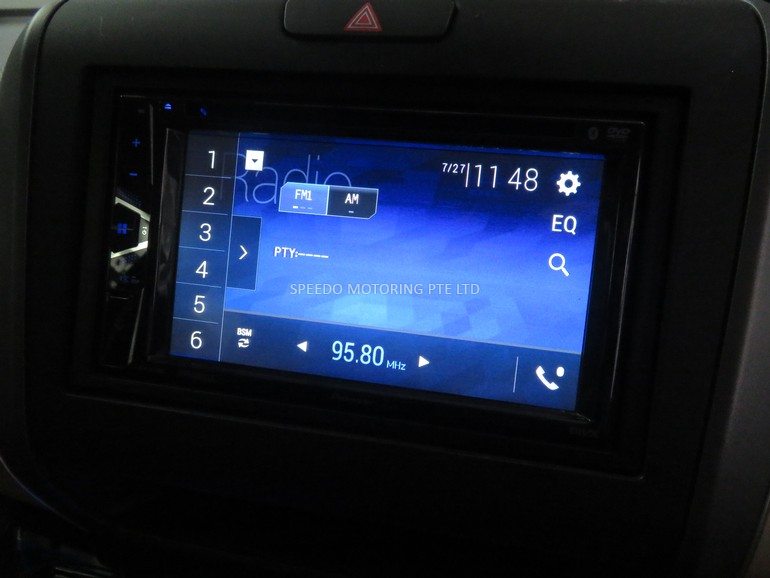 1
Radio
7/27 | 11 48
2
FM1
AM
EQ
3
PTY:----
4
SPEEDO MOTORING PTE LTD
5
6
BSM
95.80 MHz